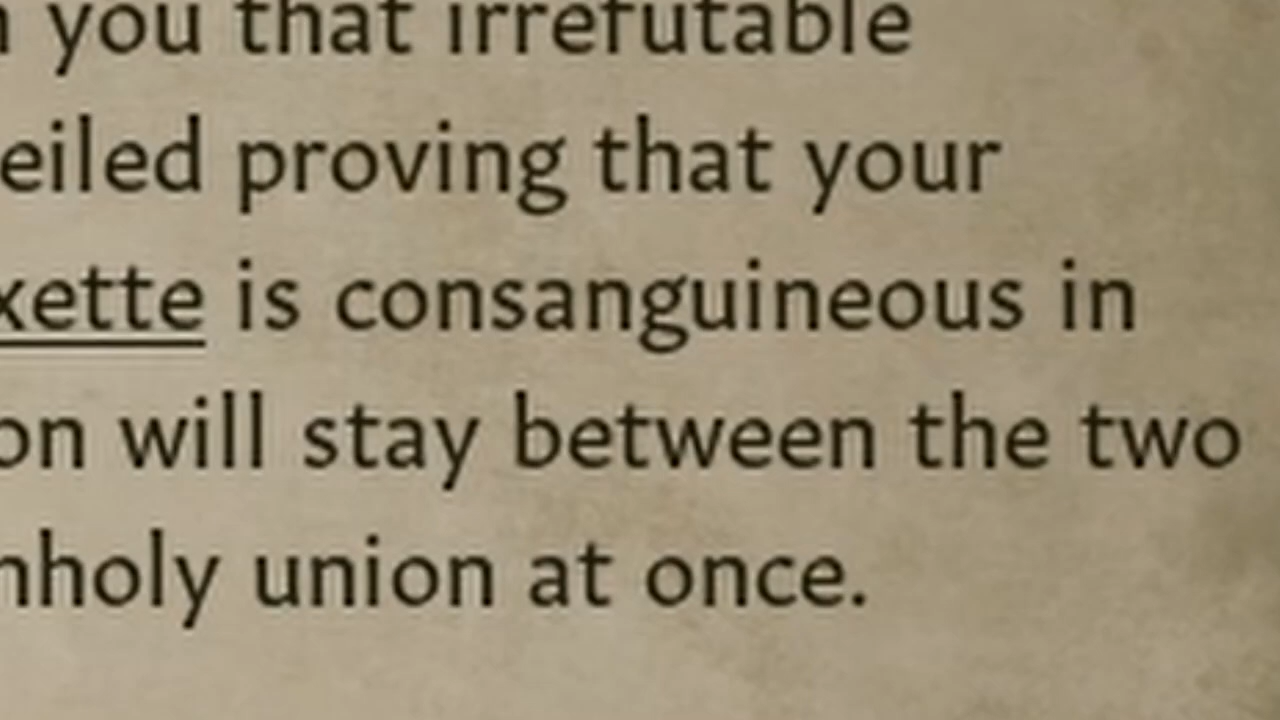 you that irrefutable
eiled proving that your
xette is consanguineous in
on will stay between the two
nholy union at once.